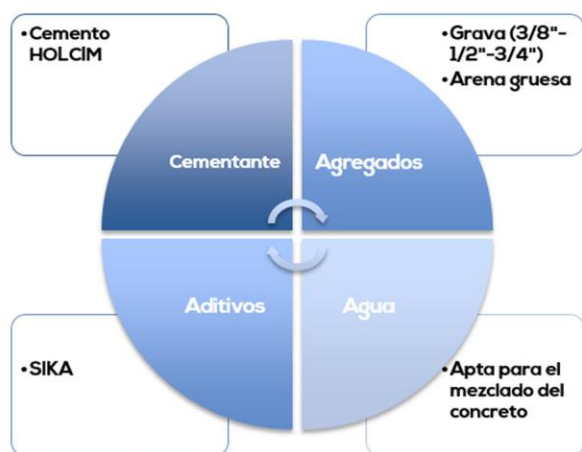 •Cemento
HOLCIM
•Grava (3/8"-
1/2"-3/4")
•Arena gruesa
Cementante
Agregados
Aditivos
Agua
•SIKA
•Apta para el
mezclado del
concreto